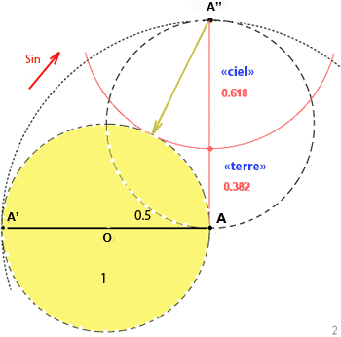 A”
Sin
«ciel»
0.618
«terre»
0.382
A'
0.5
A
O
1
2